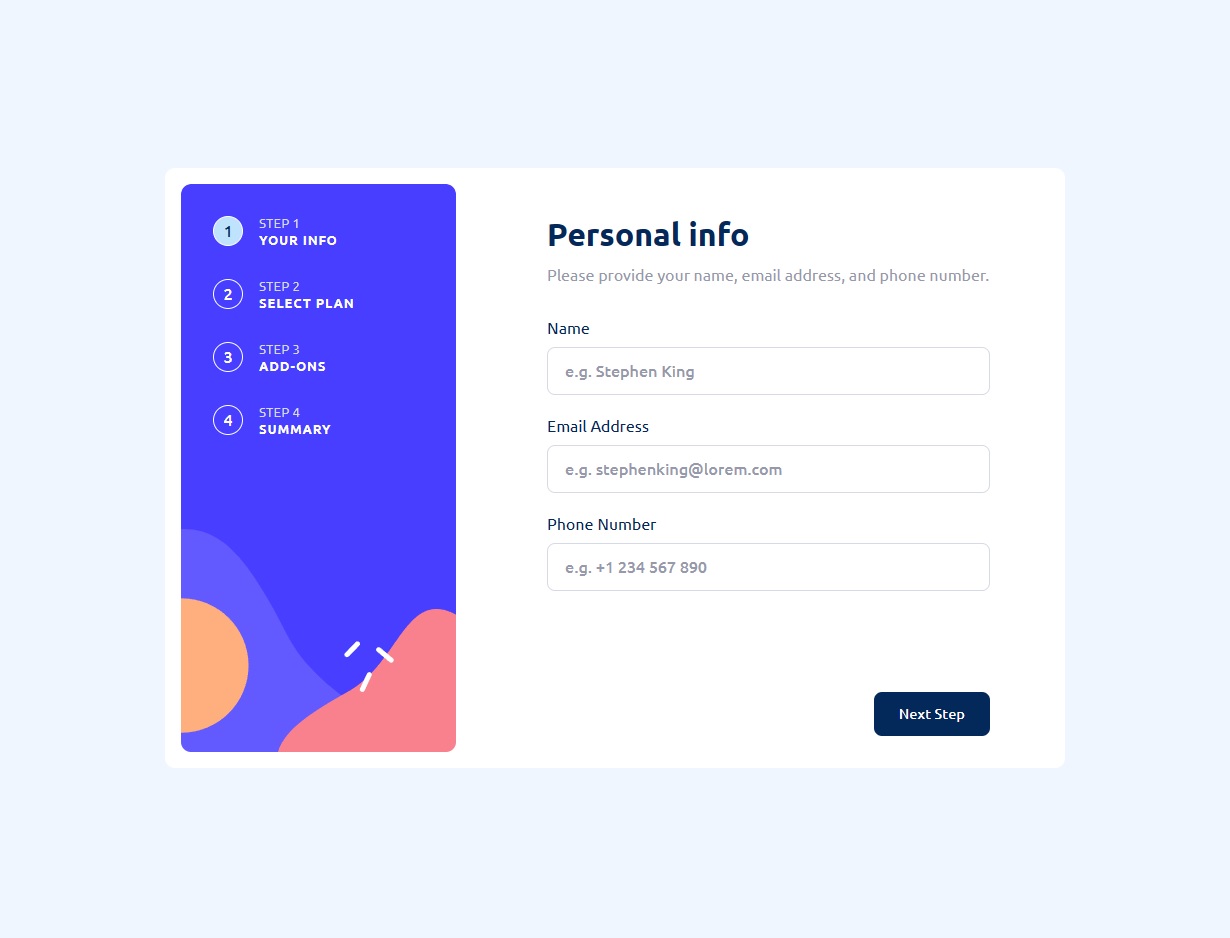 1
STEP 1
YOUR INFO
2
STEP 2
SELECT PLAN
3
STEP 3
ADD-ONS
4
STEP 4
SUMMARY
Personal info
Please provide your name, email address, and phone number.
Name
e.g. Stephen King
Email Address
e.g. stephenking@lorem.com
Phone Number
e.g. +1 234 567 890
Next Step